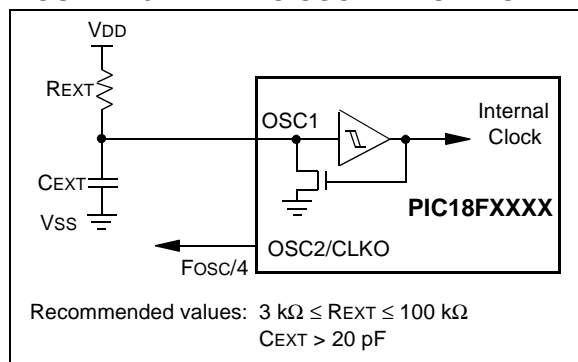 VDD
REXT
OSC1
Internal
Clock
CEXT
PIC18FXXXX
VSS
OSC2/CLKO
FOSC/4
Recommended values: 3 kΩ ≤ REXT ≤ 100 kΩ
CEXT > 20 pF